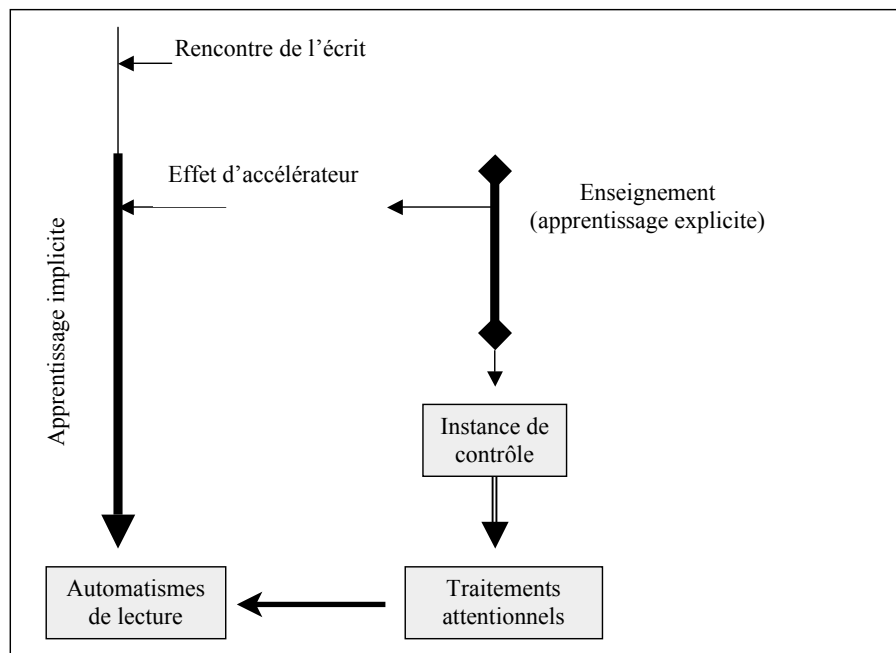 Rencontre de l’écrit
Effet d’accélérateur
Enseignement
(apprentissage explicite)
Apprentissage implicite
Instance de
contrôle
Automatismes
de lecture
Traitements
attentionnels